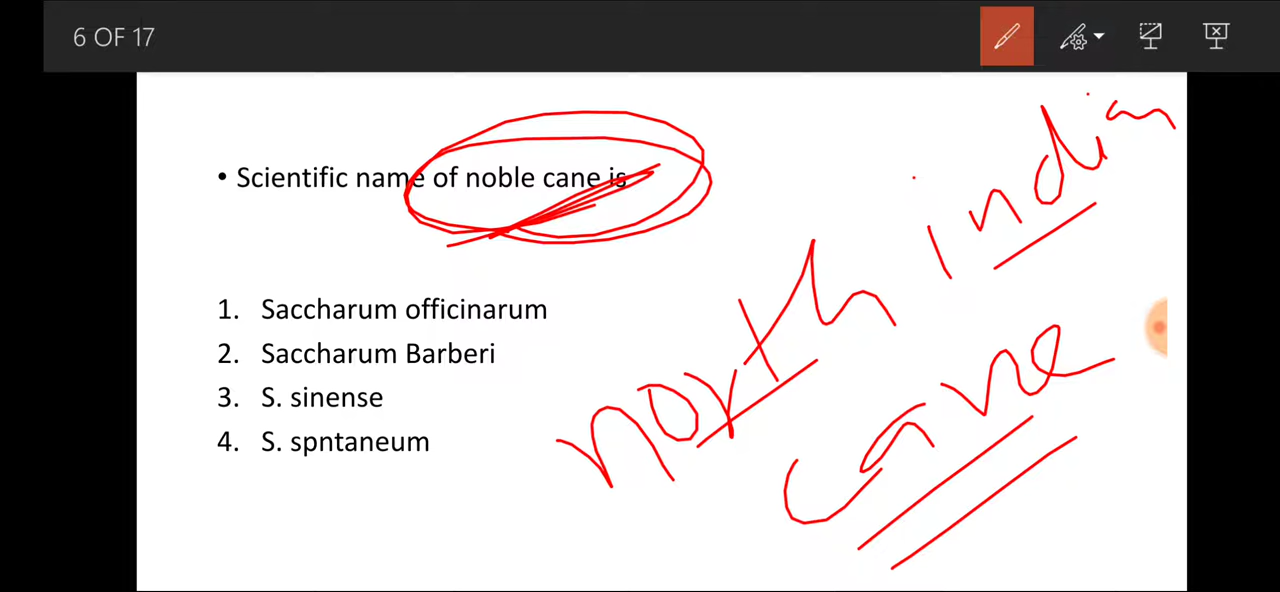 6 OF 17
• Scientific name of noble cane is
1. Saccharum officinarum
2. Saccharum Barberi
3. S. sinense
4. S. spntaneum
north indian
cane